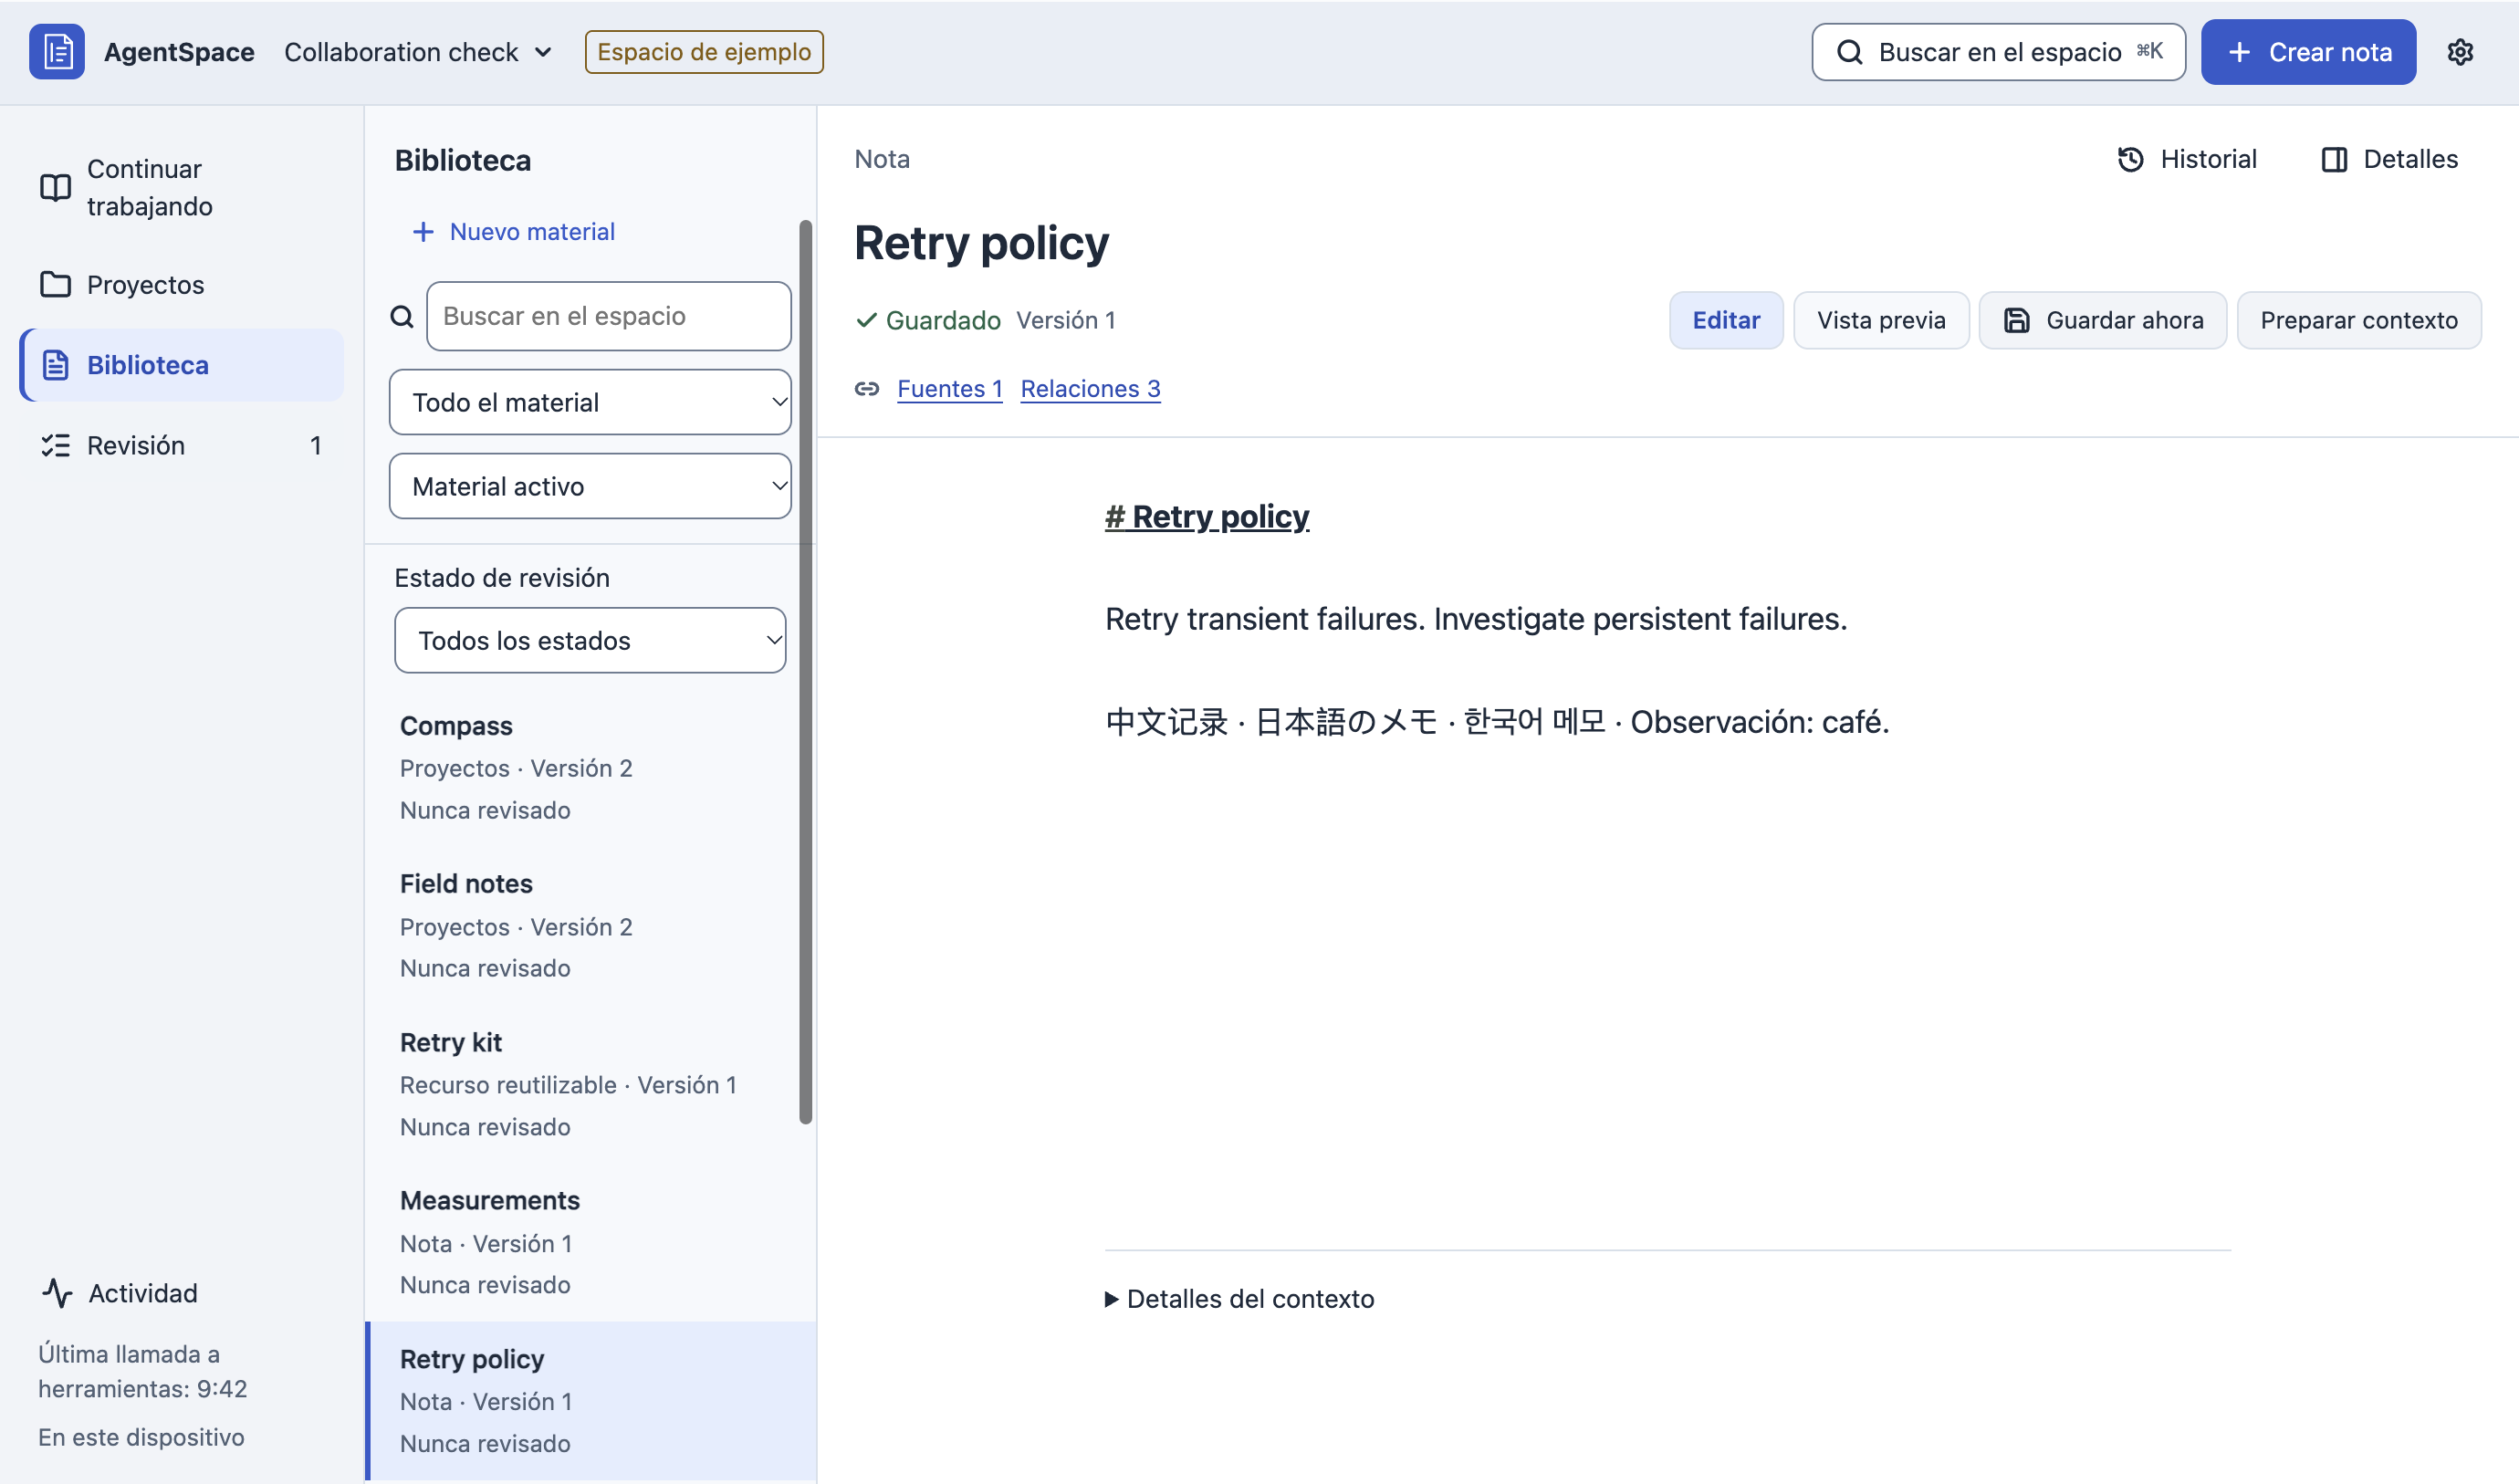 AgentSpace
Collaboration check
Espacio de ejemplo
Buscar en el espacio ⌘K
Crear nota
Continuar
trabajando
Proyectos
Biblioteca
Revisión 1
Actividad
Última llamada a
herramientas: 9:42
En este dispositivo
Biblioteca
Nuevo material
Buscar en el espacio
Todo el material
Material activo
Estado de revisión
Todos los estados
Compass
Proyectos · Versión 2
Nunca revisado
Field notes
Proyectos · Versión 2
Nunca revisado
Retry kit
Recurso reutilizable · Versión 1
Nunca revisado
Measurements
Nota · Versión 1
Nunca revisado
Retry policy
Nota · Versión 1
Nunca revisado
Nota
Historial
Detalles
Retry policy
Guardado Versión 1
Editar
Vista previa
Guardar ahora
Preparar contexto
Fuentes 1 Relaciones 3
# Retry policy
Retry transient failures. Investigate persistent failures.
中文记录 · 日本語のメモ · 한국어 메모 · Observación: café.
Detalles del contexto